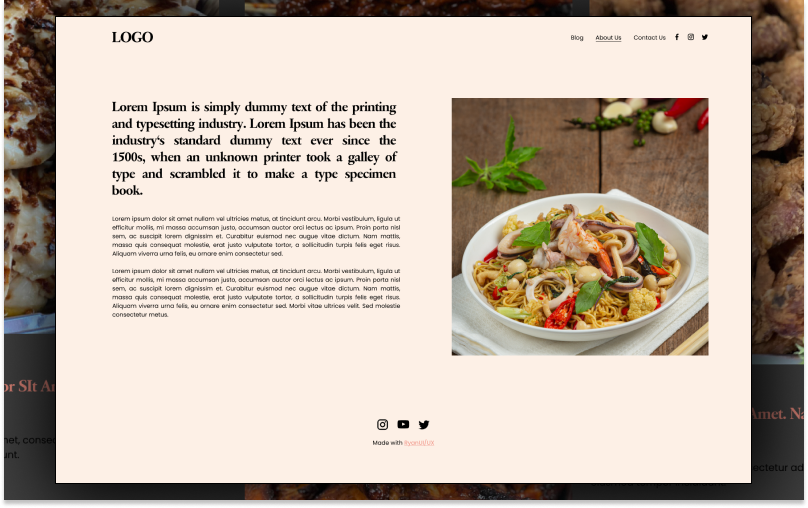 LOGO
Blog About Us Contact Us
Lorem Ipsum is simply dummy text of the printing
and typesetting industry. Lorem Ipsum has been the
industry's standard dummy text ever since the
1500s, when an unknown printer took a galley of
type and scrambled it to make a type specimen
book.
Lorem ipsum dolor sit amet nullam vel ultricies metus, at tincidunt arcu. Morbi vestibulum, ligula ut
efficitur mollis, mi massa accumsan justo, accumsan auctor orci lectus ac ipsum. Proin porta nisl
sem, ac suscipit lorem dignissim et. Curabitur euismod nec augue vitae dictum. Nam mattis,
massa quis consequat molestie, erat justo vulputate tortor, a sollicitudin turpis felis eget risus.
Aliquam viverra urna felis, eu ornare enim consectetur sed.
Lorem ipsum dolor sit amet nullam vel ultricies metus, at tincidunt arcu. Morbi vestibulum, ligula ut
efficitur mollis, mi massa accumsan justo, accumsan auctor orci lectus ac ipsum. Proin porta nisl
sem, ac suscipit lorem dignissim et. Curabitur euismod nec augue vitae dictum. Nam mattis,
massa quis consequat molestie, erat justo vulputate tortor, a sollicitudin turpis felis eget risus.
Aliquam viverra urna felis, eu ornare enim consectetur sed. Morbi vitae ultrices velit. Sed molestie
consectetur metus.
or SIt A
Amet. Na
met, consec
unt.
ectetur ad
Made with RyanUI/UX